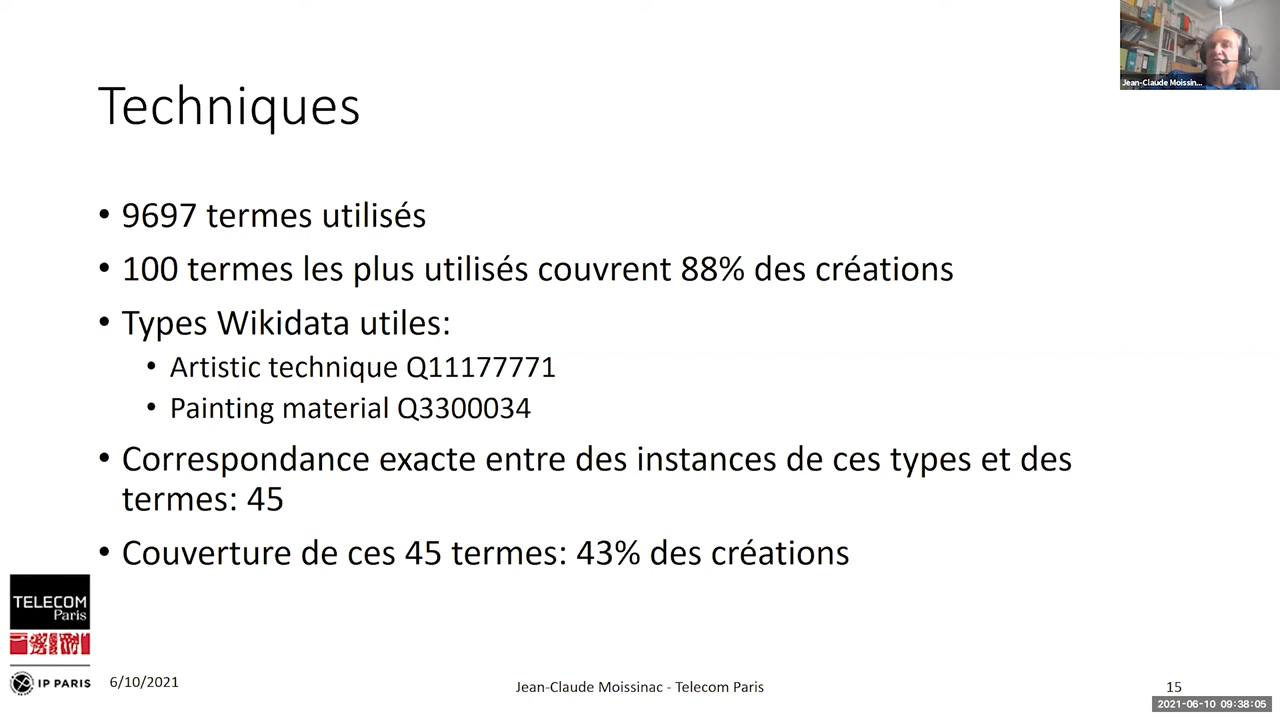 Jean-Claude Moissin...
Techniques
• 9697 termes utilisés
• 100 termes les plus utilisés couvrent 88% des créations
• Types Wikidata utiles:
• Artistic technique Q11177771
• Painting material Q3300034
• Correspondance exacte entre des instances de ces types et des
termes: 45
• Couverture de ces 45 termes: 43% des créations
TELECOM
Paris
IP PARIS
6/10/2021
Jean-Claude Moissinac - Telecom Paris
15
2021-06-10 09:38:05